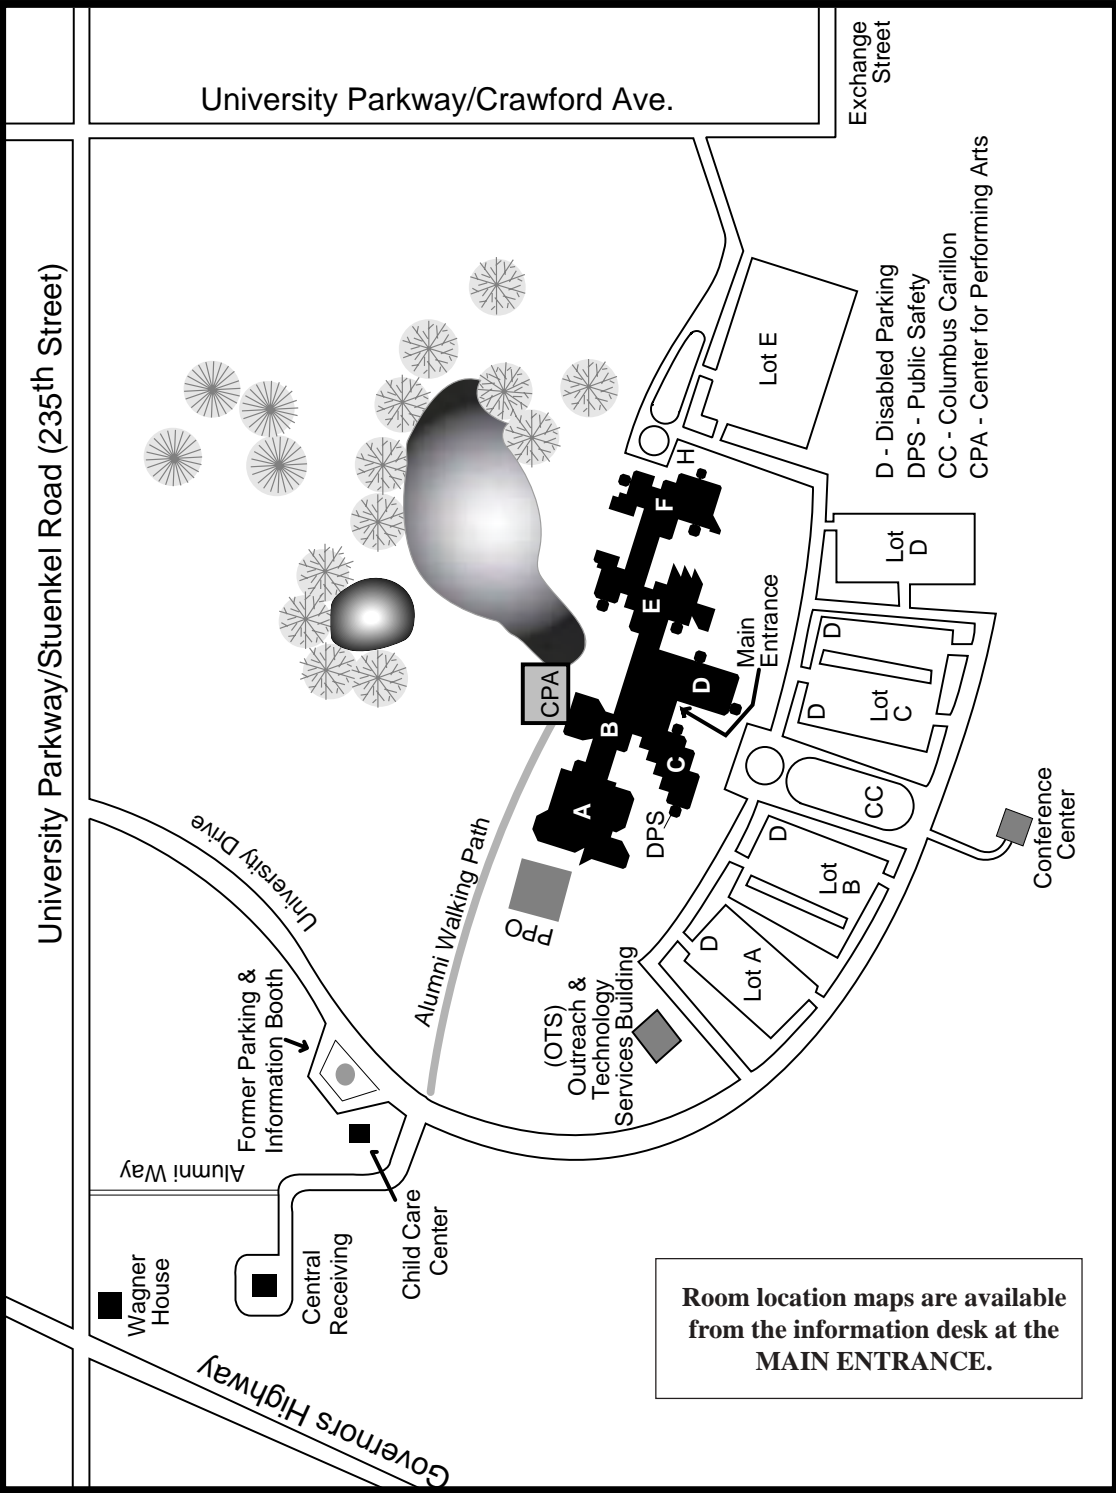 University Parkway/Crawford Ave.
Exchange
Street
University Parkway/Stuenkel Road (235th Street)
D - Disabled Parking
DPS - Public Safety
CC - Columbus Carillon
CPA - Center for Performing Arts
Lot E
H
F
E
D
B
C
A
Main
Entrance
CPA
DPS
PPO
Lot
D
D
D
Lot
C
CC
D
Lot
B
D
Lot A
Conference
Center
University Drive
Alumni Walking Path
Former Parking &
Information Booth
(OTS)
Outreach &
Technology
Services Building
Alumni Way
Child Care
Center
Central
Receiving
Wagner
House
Governors Highway
Room location maps are available
from the information desk at the
MAIN ENTRANCE.